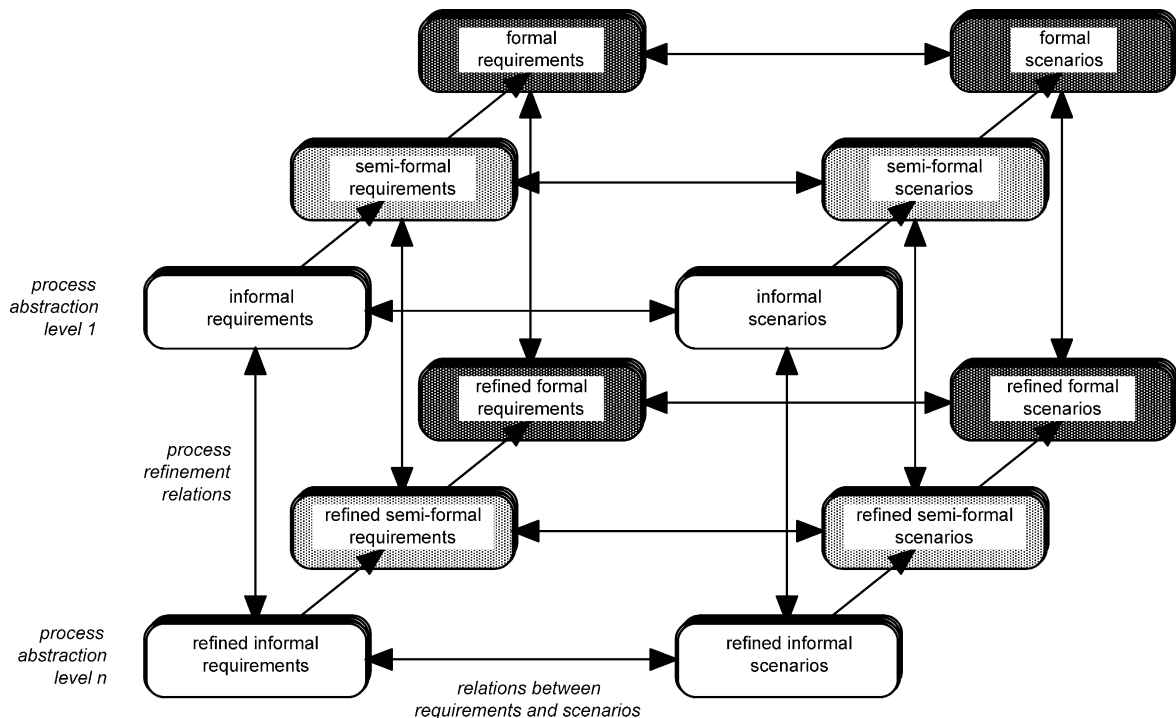 formal
requirements
formal
scenarios
semi-formal
requirements
semi-formal
scenarios
process
abstraction
level 1
informal
requirements
informal
scenarios
refined formal
requirements
refined formal
scenarios
process
refinement
relations
refined semi-formal
requirements
refined semi-formal
scenarios
process
abstraction
level n
refined informal
requirements
refined informal
scenarios
relations between
requirements and scenarios